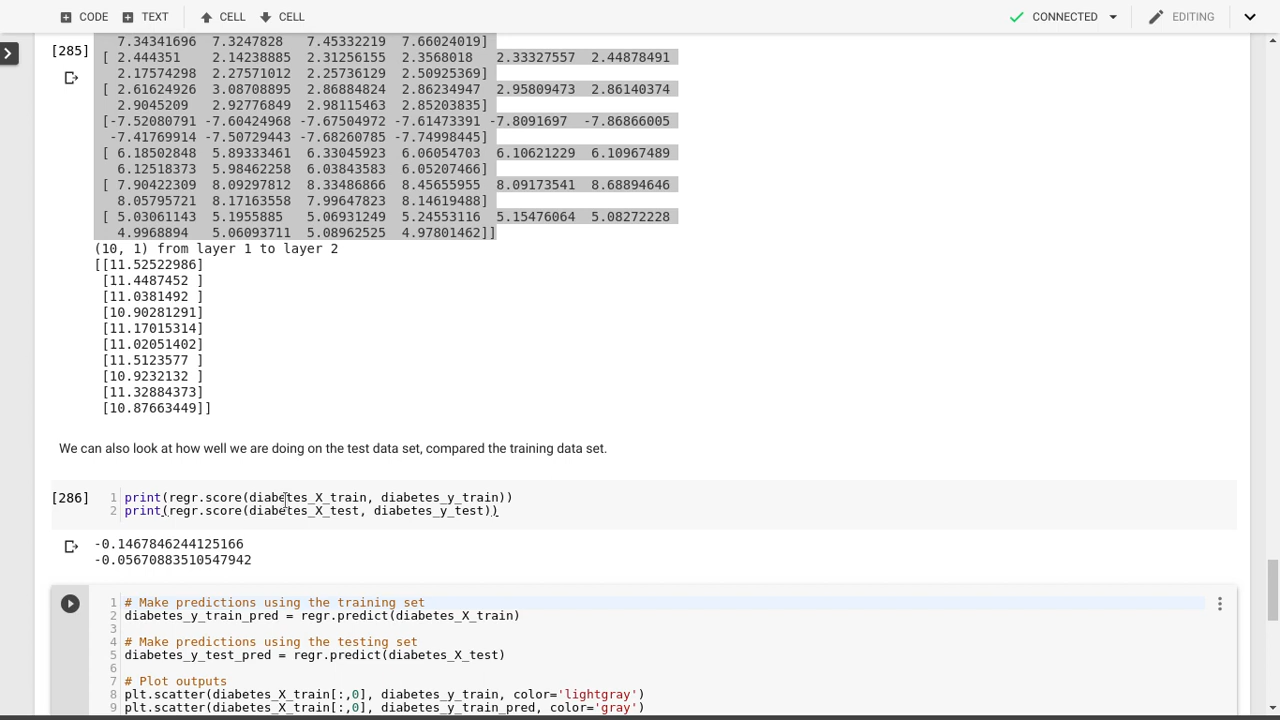 CODE TEXT CELL CELL CONNECTED EDITING
7.34341696 7.3247828 7.45332219 7.66024019]
[285]
[ 2.444351 2.14238885 2.31256155 2.3568018 2.33327557 2.44878491
2.17574298 2.27571012 2.25736129 2.50925369]
[ 2.61624926 3.08708895 2.86884824 2.86234947 2.95809473 2.86140374
2.9045209 2.92776849 2.98115463 2.85203835]
[-7.52080791 -7.60424968 -7.67504972 -7.61473391 -7.8091697 -7.86866005
-7.41769914 -7.50729443 -7.68260785 -7.74998445]
[ 6.18502848 5.89333461 6.33045923 6.06054703 6.10621229 6.10967489
6.12518373 5.98462258 6.03843583 6.05207466]
[ 7.90422309 8.09297812 8.33486866 8.45655955 8.09173541 8.68894646
8.05795721 8.17163558 7.99647823 8.14619488]
[ 5.03061143 5.1955885 5.06931249 5.24553116 5.15476064 5.08272228
4.9968894 5.06093711 5.08962525 4.97801462]]
(10, 1) from layer 1 to layer 2
[[11.52522986]
[11.4487452 ]
[11.0381492 ]
[10.90281291]
[11.17015314]
[11.02051402]
[11.5123577 ]
[10.9232132 ]
[11.32884373]
[10.87663449]]
We can also look at how well we are doing on the test data set, compared the training data set.
[286] 1 print(regr.score(diabetes_X_train, diabetes_y_train))
2 print(regr.score(diabetes_X_test, diabetes_y_test))
-0.1467846244125166
-0.05670883510547942
1 # Make predictions using the training set
2 diabetes_y_train_pred = regr.predict(diabetes_X_train)
3
4 # Make predictions using the testing set
5 diabetes_y_test_pred = regr.predict(diabetes_X_test)
6
7 # Plot outputs
8 plt.scatter(diabetes_X_train[:,0], diabetes_y_train, color='lightgray')
9 plt.scatter(diabetes_X_train[:,0], diabetes_y_train_pred, color='gray')